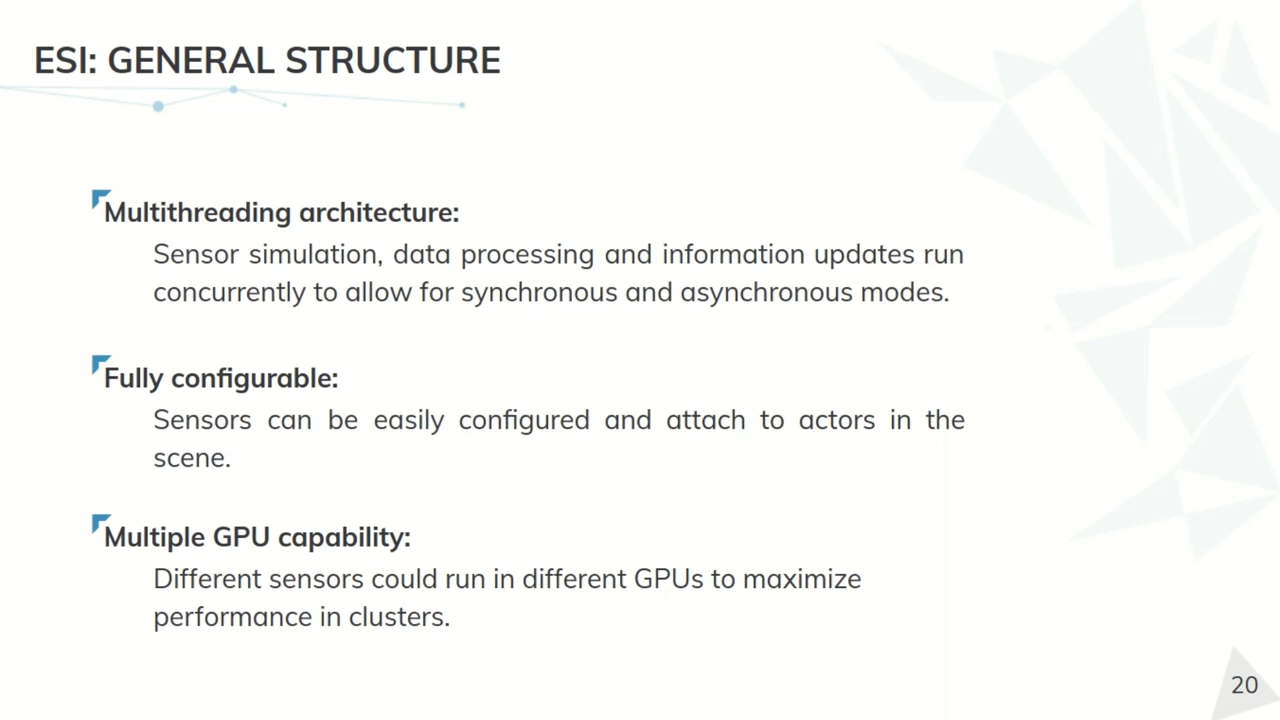 ESI: GENERAL STRUCTURE
Multithreading architecture:
Sensor simulation, data processing and information updates run
concurrently to allow for synchronous and asynchronous modes.
Fully configurable:
Sensors can be easily configured and attach to actors in the
scene.
Multiple GPU capability:
Different sensors could run in different GPUs to maximize
performance in clusters.
20